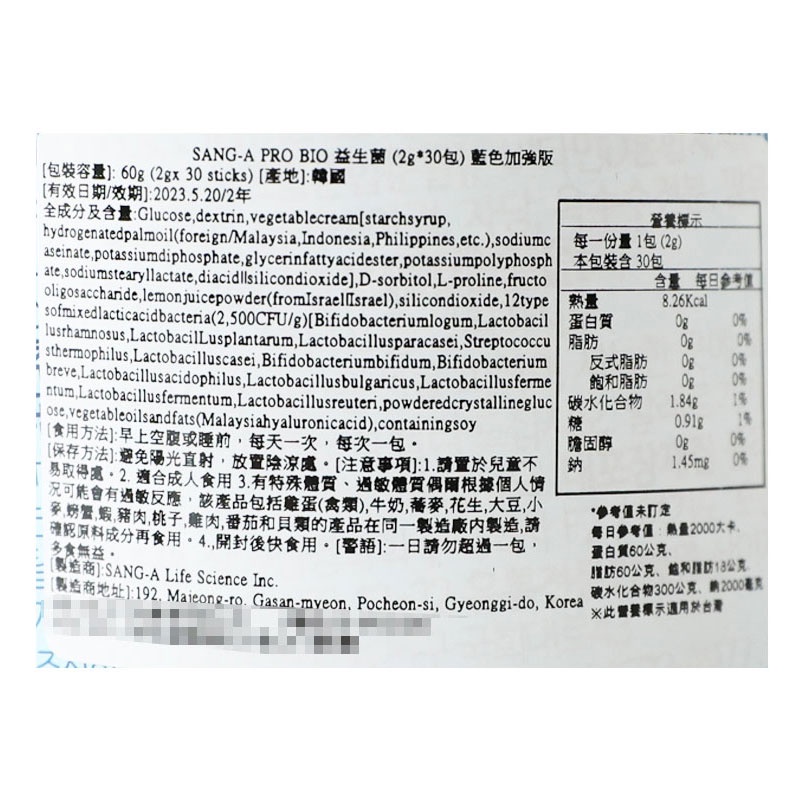 SANG-A PRO BIO 益生菌 (2g*30包) 藍色加強版
[包裝容量]: 60g (2gx 30 sticks) [產地]:韓國
[有效日期/效期]:2023.5.20/2年
全成分及含量:Glucose,dextrin,vegetablecream[starchsyrup,
hydrogenatedpalmoil(foreign/Malaysia,Indonesia,Philippines,etc.),sodiumc
aseinate,potassiumdiphosphate,glycerinfattyacidester,potassiumpolyphosph
ate,sodiumstearyllactate,diacidllsilicondioxide],D-sorbitol,L-proline,fructo
oligosaccharide,lemonjuicepowder(fromIsraelIsrael),silicondioxide,12type
sofmixedlacticacidbacteria(2,500CFU/g)[Bifidobacteriumlogum,Lactobacil
lusrhamnosus,LactobacilLusplantarum,Lactobacillusparacasei,Streptococcu
sthermophilus,Lactobacilluscasei,Bifidobacteriumbifidum,Bifidobacterium
breve,Lactobacillusacidophilus,Lactobacillusbulgaricus,Lactobacillusferme
ntum,Lactobacillusfermentum,Lactobacillusreuteri,powderedcrystallinegluc
ose,vegetableoilsandfats(Malaysiahyaluronicacid),containingsoy
[食用方法]:早上空腹或睡前，每天一次，每次一包。
[保存方法]:避免陽光直射，放置陰涼處。[注意事項]:1.請置於兒童不
易取得處。2. 適合成人食用 3.有特殊體質、過敏體質偶爾根據個人情
況可能會有過敏反應，該產品包括雞蛋(禽類),牛奶,蕎麥,花生,大豆,小
麥,螃蟹,蝦,豬肉,桃子,雞肉,番茄和貝類的產品在同一製造廠內製造,請
確認原料成分再食用。4.,開封後快食用。[警語]:一日請勿超過一包，
多食無益。
[製造商]:SANG-A Life Science Inc.
[製造商地址]:192, Majeong-ro, Gasan-myeon, Pocheon-si, Gyeonggi-do, Korea
營養標示
每一份量 1包 (2g)
本包裝含 30包
含量 每日參考值
熱量 8.26Kcal
蛋白質 0g 0%
脂肪 0g 0%
反式脂肪 0g 0%
飽和脂肪 0g 0%
碳水化合物 1.84g 1%
糖 0.91g 1%
膽固醇 0g 0%
鈉 1.45mg 0%
*參考值未訂定
每日參考值：熱量2000大卡、
蛋白質60公克、
脂肪60公克、飽和脂肪18公克、
碳水化合物300公克、鈉2000毫克
※此營養標示適用於台灣